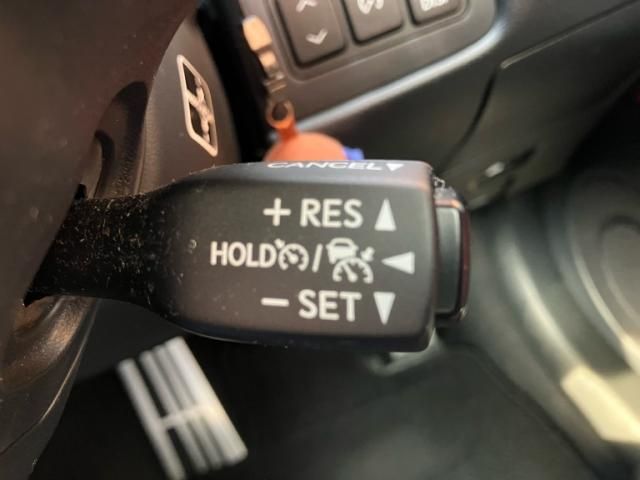 CANCEL
+ RES
HOLD /
- SET